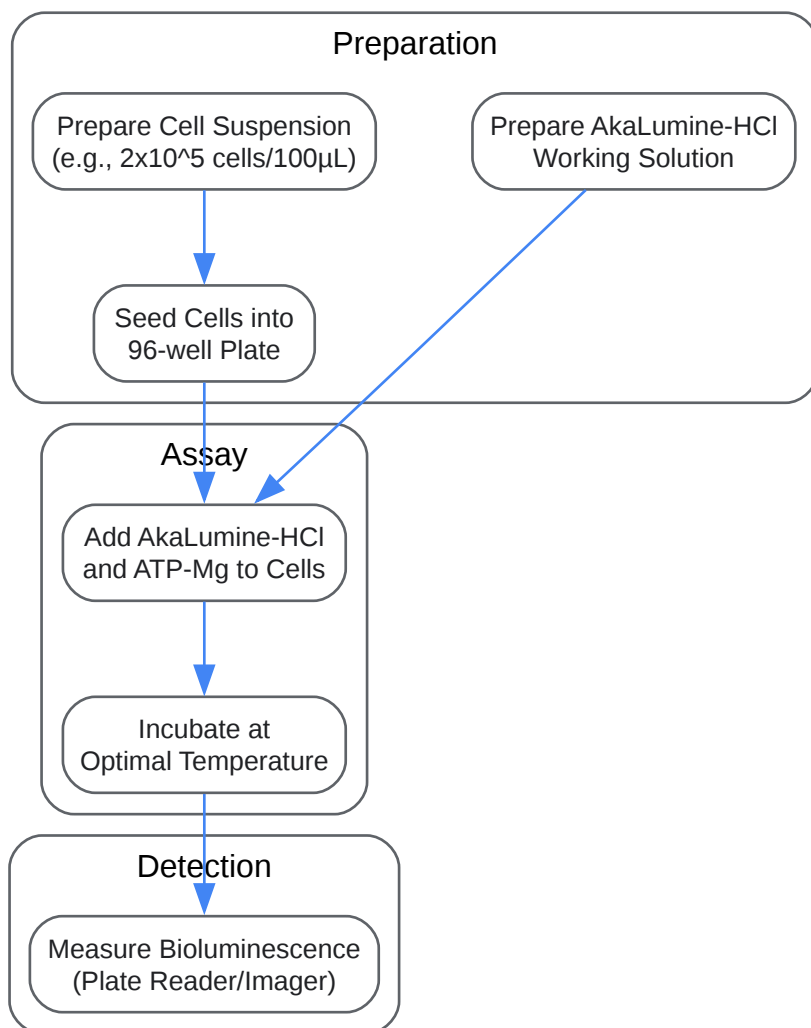 Preparation
Prepare Cell Suspension
(e.g., 2x10^5 cells/100µL)
Prepare AkaLumine-HCl
Working Solution
Seed Cells into
96-well Plate
Assay
Add AkaLumine-HCl
and ATP-Mg to Cells
Incubate at
Optimal Temperature
Detection
Measure Bioluminescence
(Plate Reader/Imager)